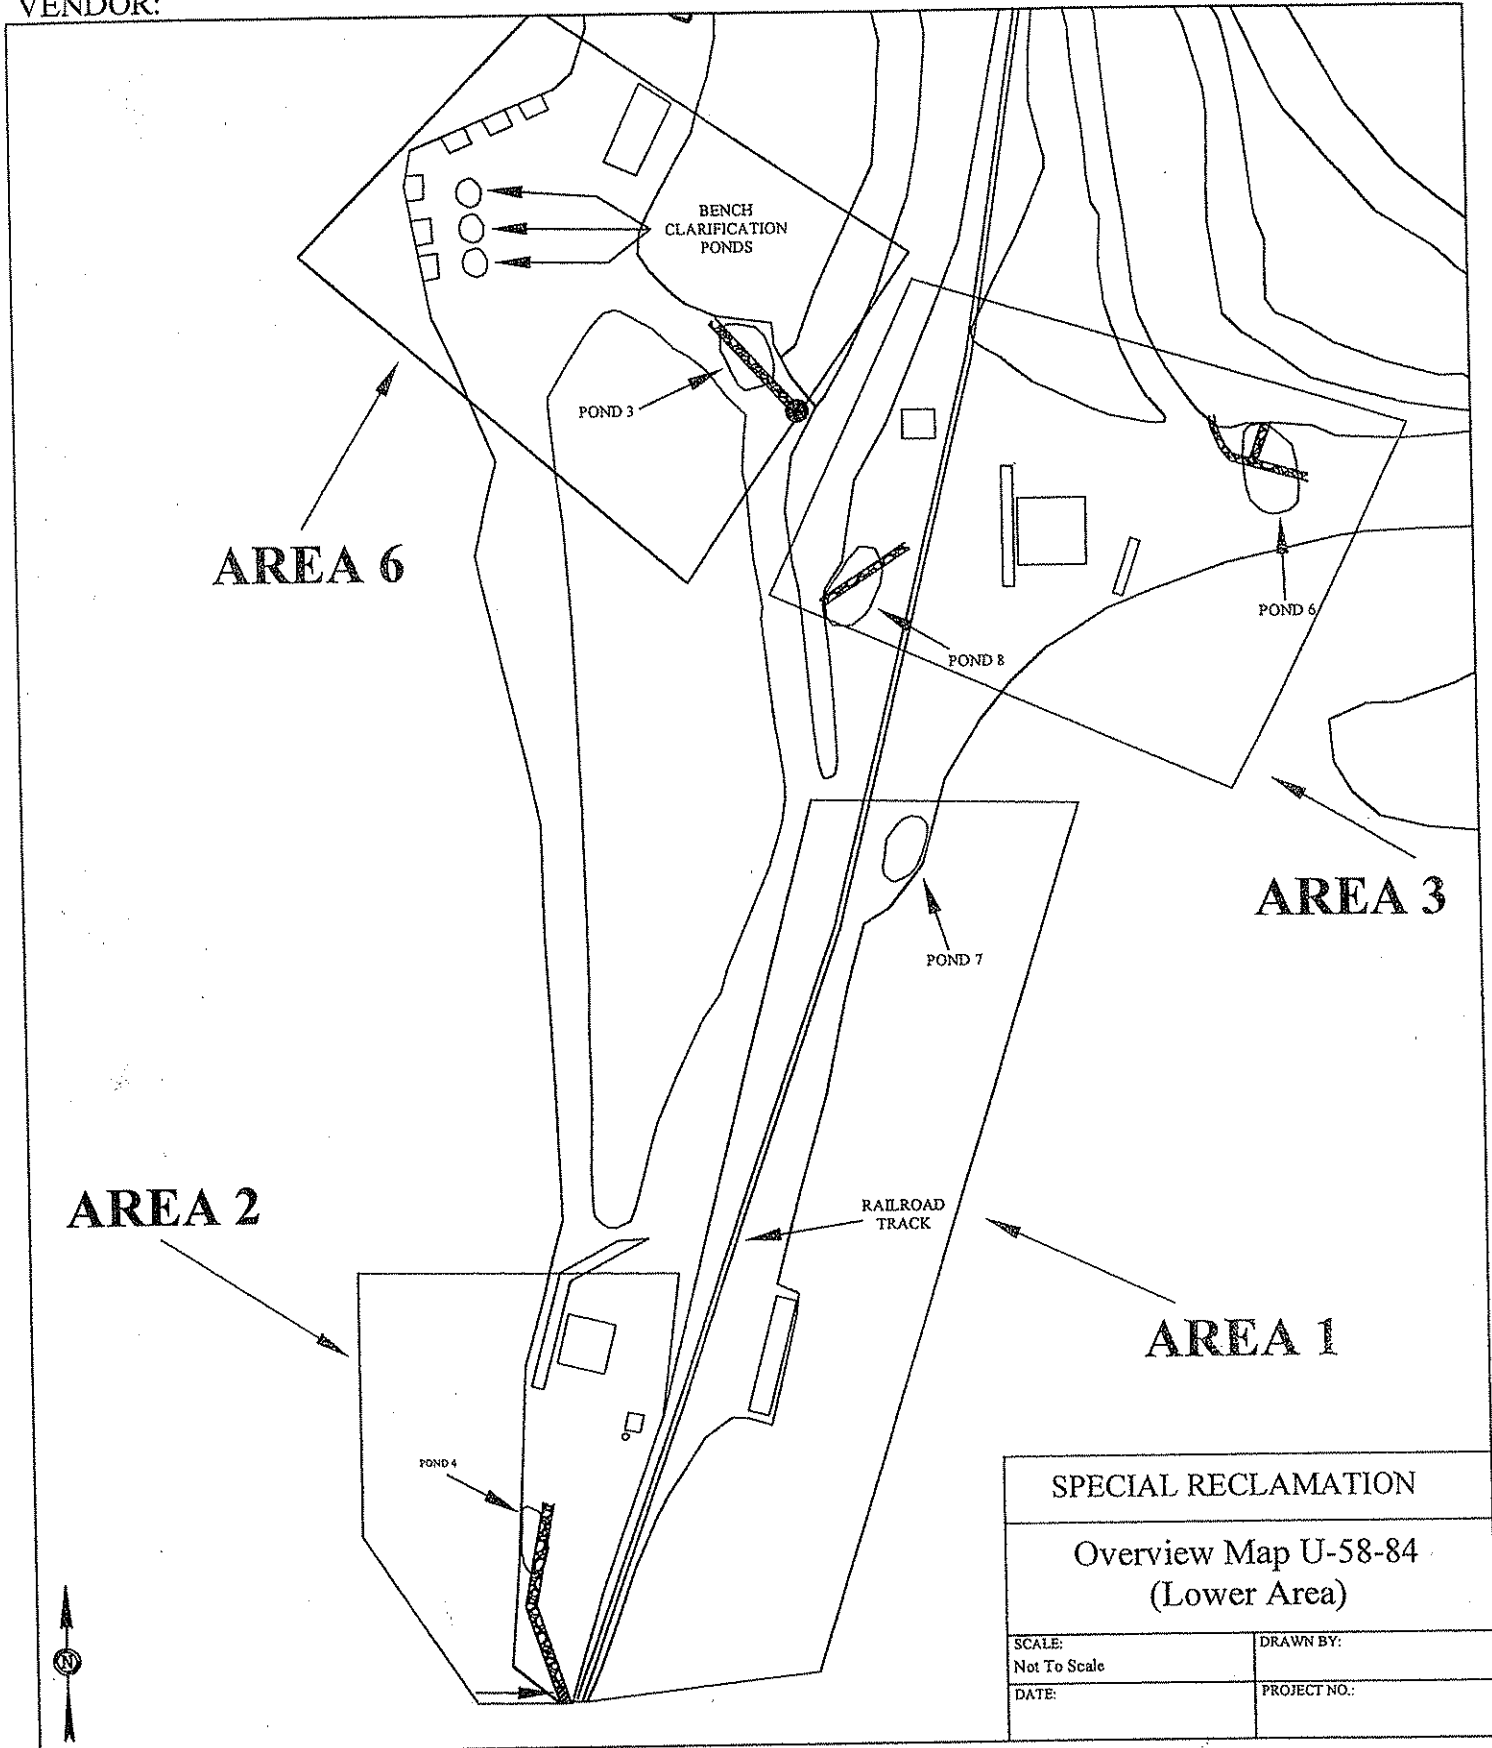 VENDOR:
BENCH
CLARIFICATION
PONDS
POND 3
AREA 6
POND 6
POND 8
AREA 3
POND 7
AREA 2
RAILROAD
TRACK
AREA 1
POND 4
N
SPECIAL RECLAMATION
Overview Map U-58-84
(Lower Area)
SCALE:
Not To Scale
DRAWN BY:
DATE:
PROJECT NO.: